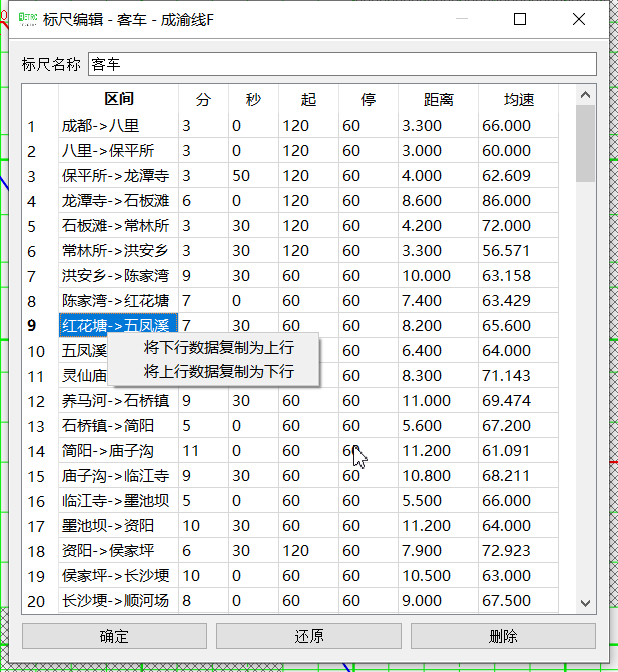 标尺编辑 - 客车 - 成渝线F
标尺名称 客车
区间 分 秒 起 停 距离 均速
1 成都->八里 3 0 120 60 3.300 66.000
2 八里->保平所 3 0 120 60 3.000 60.000
3 保平所->龙潭寺 3 50 120 60 4.000 62.609
4 龙潭寺->石板滩 6 0 120 60 8.600 86.000
5 石板滩->常林所 3 30 120 60 4.200 72.000
6 常林所->洪安乡 3 30 120 60 3.300 56.571
7 洪安乡->陈家湾 9 30 60 60 10.000 63.158
8 陈家湾->红花塘 7 0 60 60 7.400 63.429
9 红花塘->五凤溪 7 30 60 60 8.200 65.600
将下行数据复制为上行
10 五凤溪 60 6.400 64.000
将上行数据复制为下行
11 灵仙庙 60 8.300 71.143
12 养马河->石桥镇 9 30 60 60 11.000 69.474
13 石桥镇->简阳 5 0 60 60 5.600 67.200
14 简阳->庙子沟 11 0 60 60 11.200 61.091
15 庙子沟->临江寺 9 30 60 60 10.800 68.211
16 临江寺->墨池坝 5 0 60 60 5.500 66.000
17 墨池坝->资阳 10 30 60 60 11.200 64.000
18 资阳->侯家坪 6 30 120 60 7.900 72.923
19 侯家坪->长沙埂 10 0 60 60 10.500 63.000
20 长沙埂->顺河场 8 0 60 60 9.000 67.500
确定 还原 删除